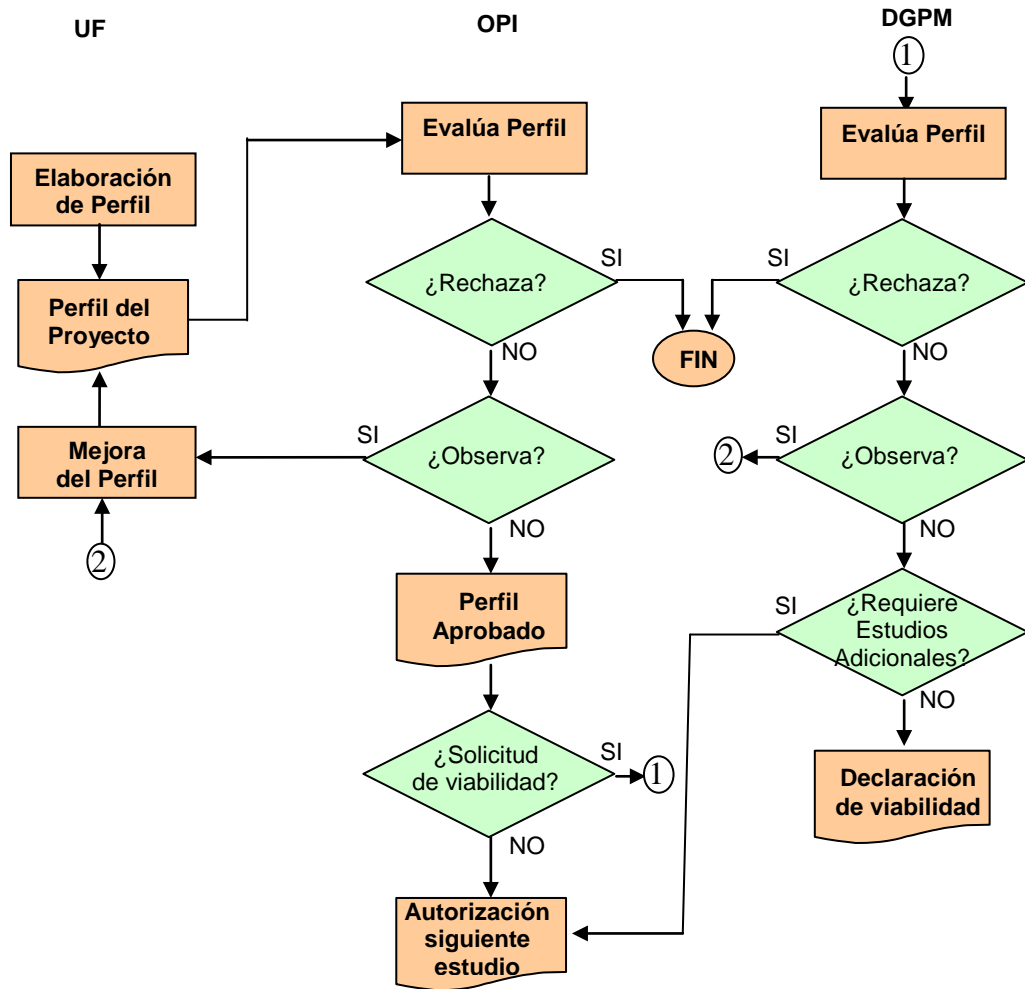 UF
OPI
DGPM
1
Evalúa Perfil
Evalúa Perfil
Elaboración
de Perfil
SI
SI
¿Rechaza?
¿Rechaza?
Perfil del
Proyecto
NO
FIN
NO
SI
SI
Mejora
del Perfil
¿Observa?
2
¿Observa?
NO
NO
2
Perfil
Aprobado
SI
¿Requiere
Estudios
Adicionales?
NO
¿Solicitud
de viabilidad?
SI
1
Declaración
de viabilidad
NO
Autorización
siguiente
estudio